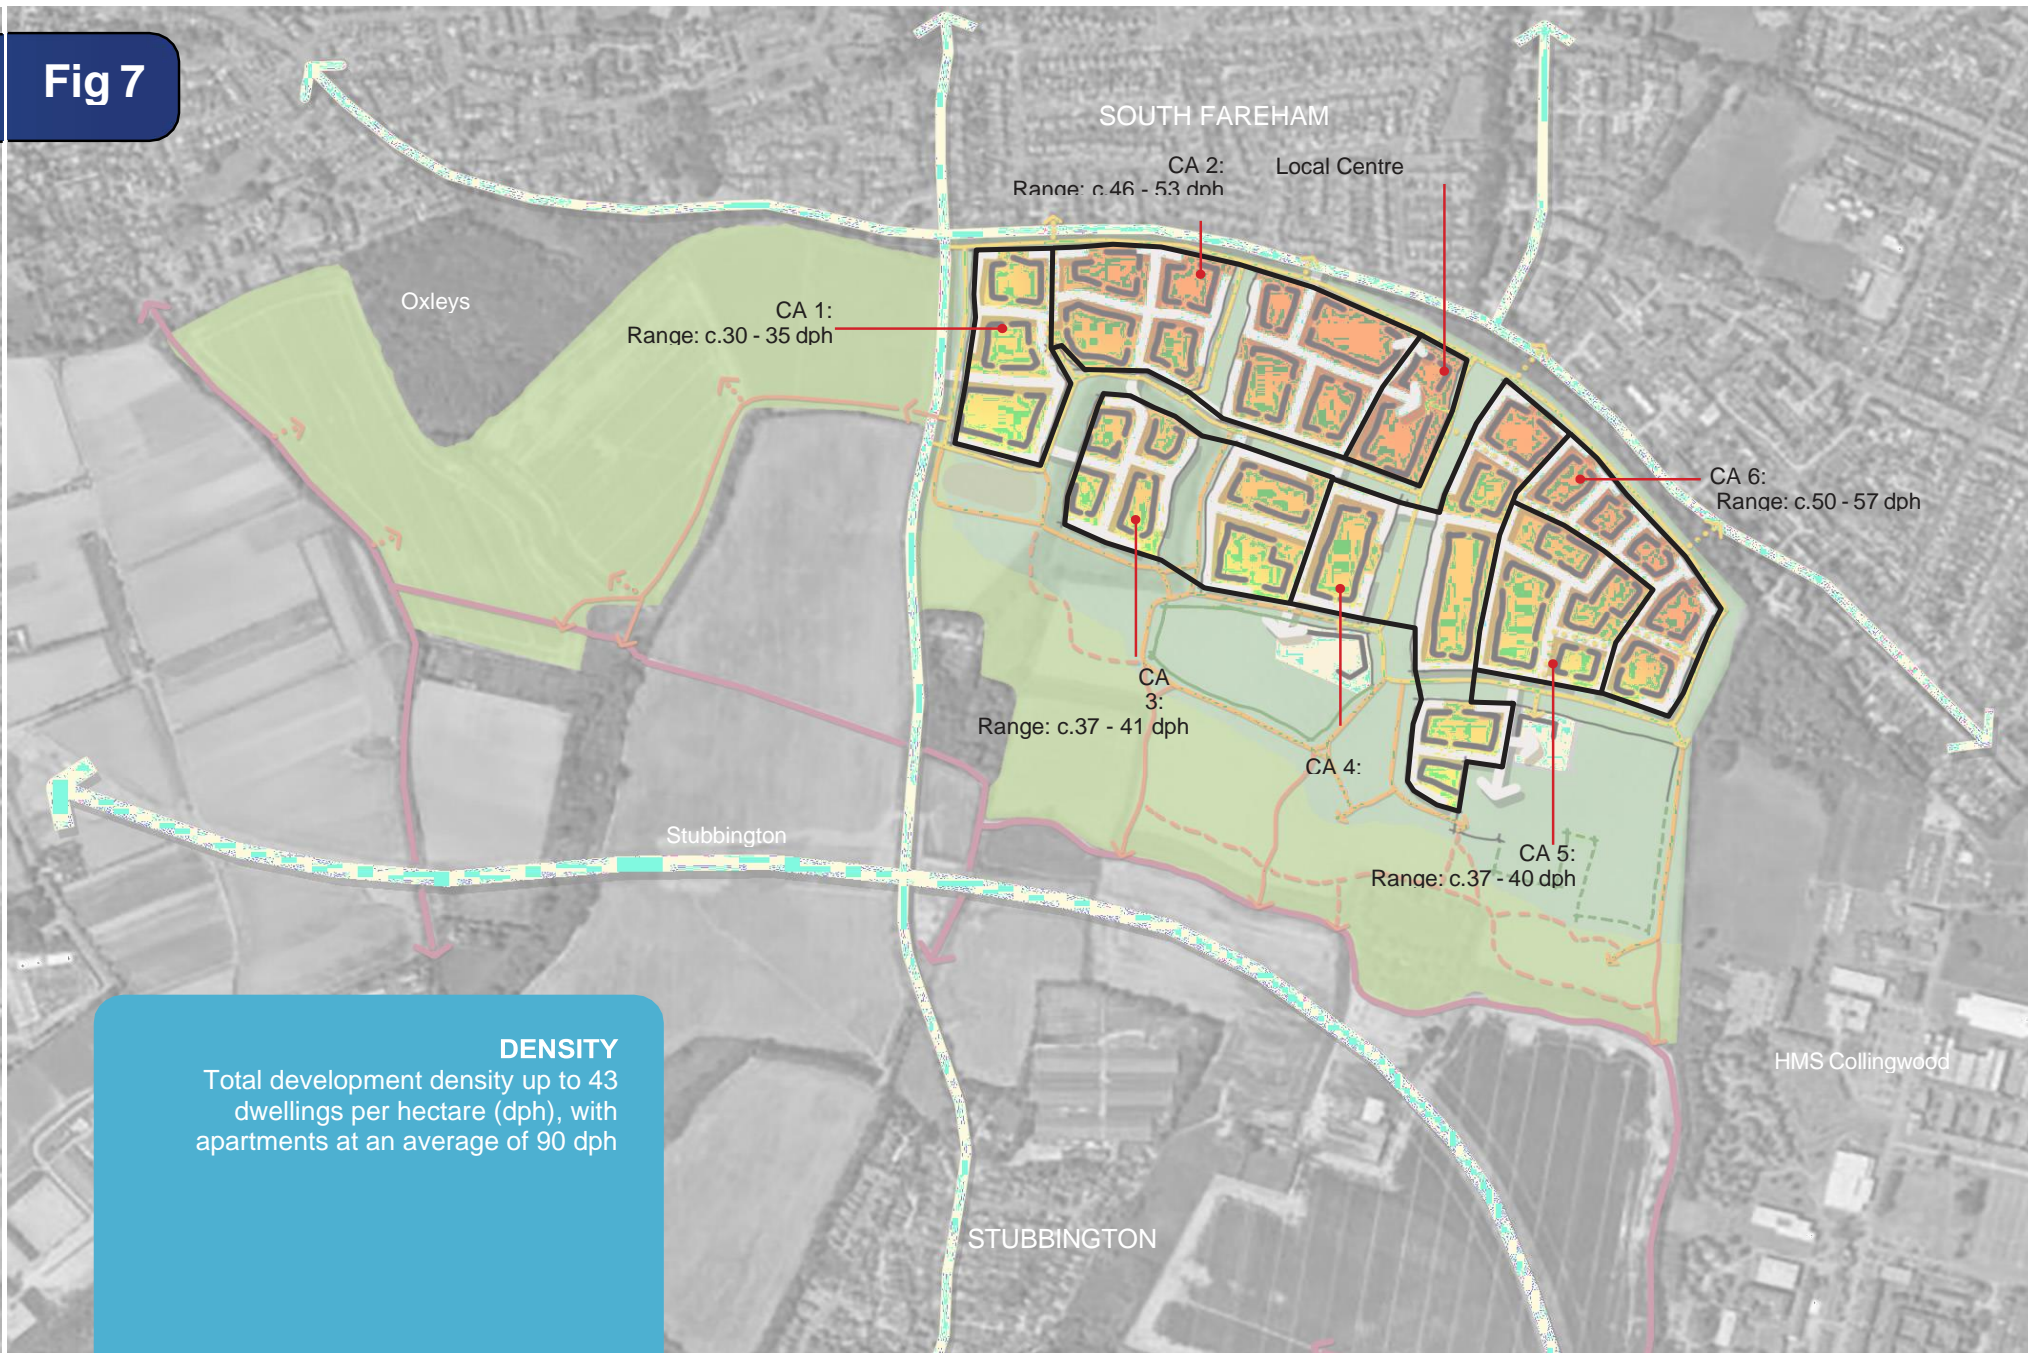 Fig 7
SOUTH FAREHAM
CA 2:
Range: c.46 - 53 dph
Local Centre
Oxleys
CA 1:
Range: c.30 - 35 dph
CA 6:
Range: c.50 - 57 dph
CA
3:
Range: c.37 - 41 dph
CA 4:
Stubbington
CA 5:
Range: c.37 - 40 dph
DENSITY
Total development density up to 43
dwellings per hectare (dph), with
apartments at an average of 90 dph
HMS Collingwood
STUBBINGTON